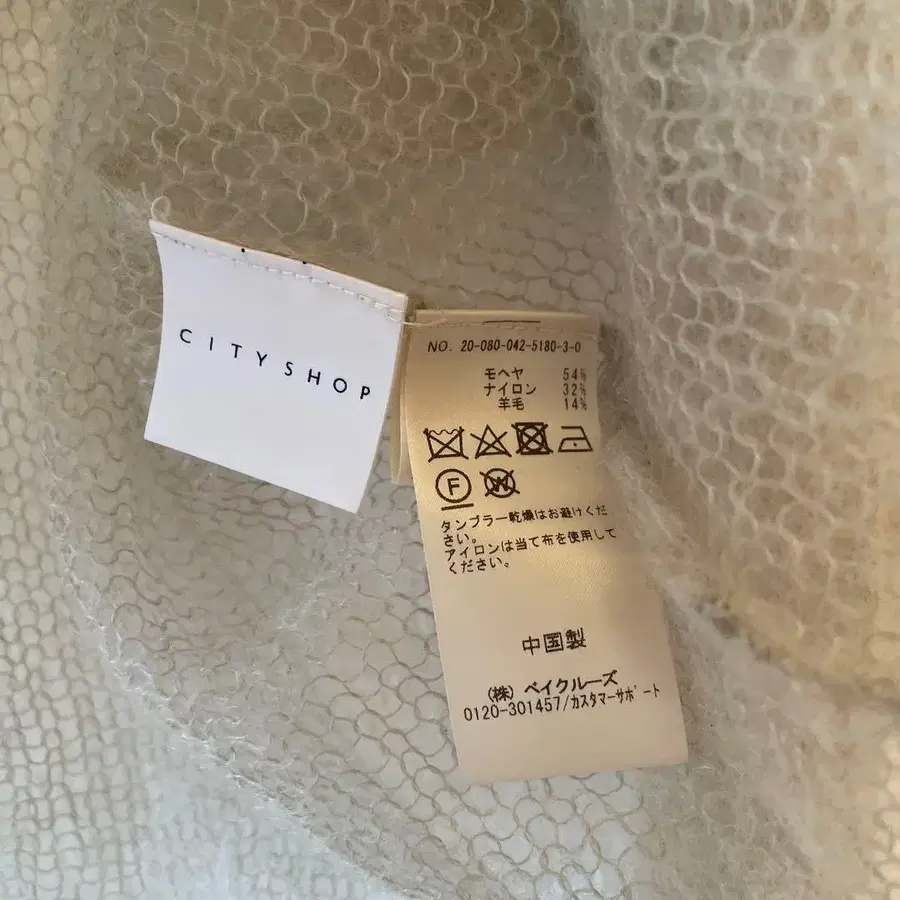 CITYSHOP
NO. 20-080-042-5180-3-0
モヘヤ 54%
ナイロン 32%
羊毛 14%
F
W
タンブラー乾燥はお避けくだ
さい。
アイロンは当て布を使用して
ください。
中国製
(株) ベイクルーズ
0120-301457/カスタマーサポート